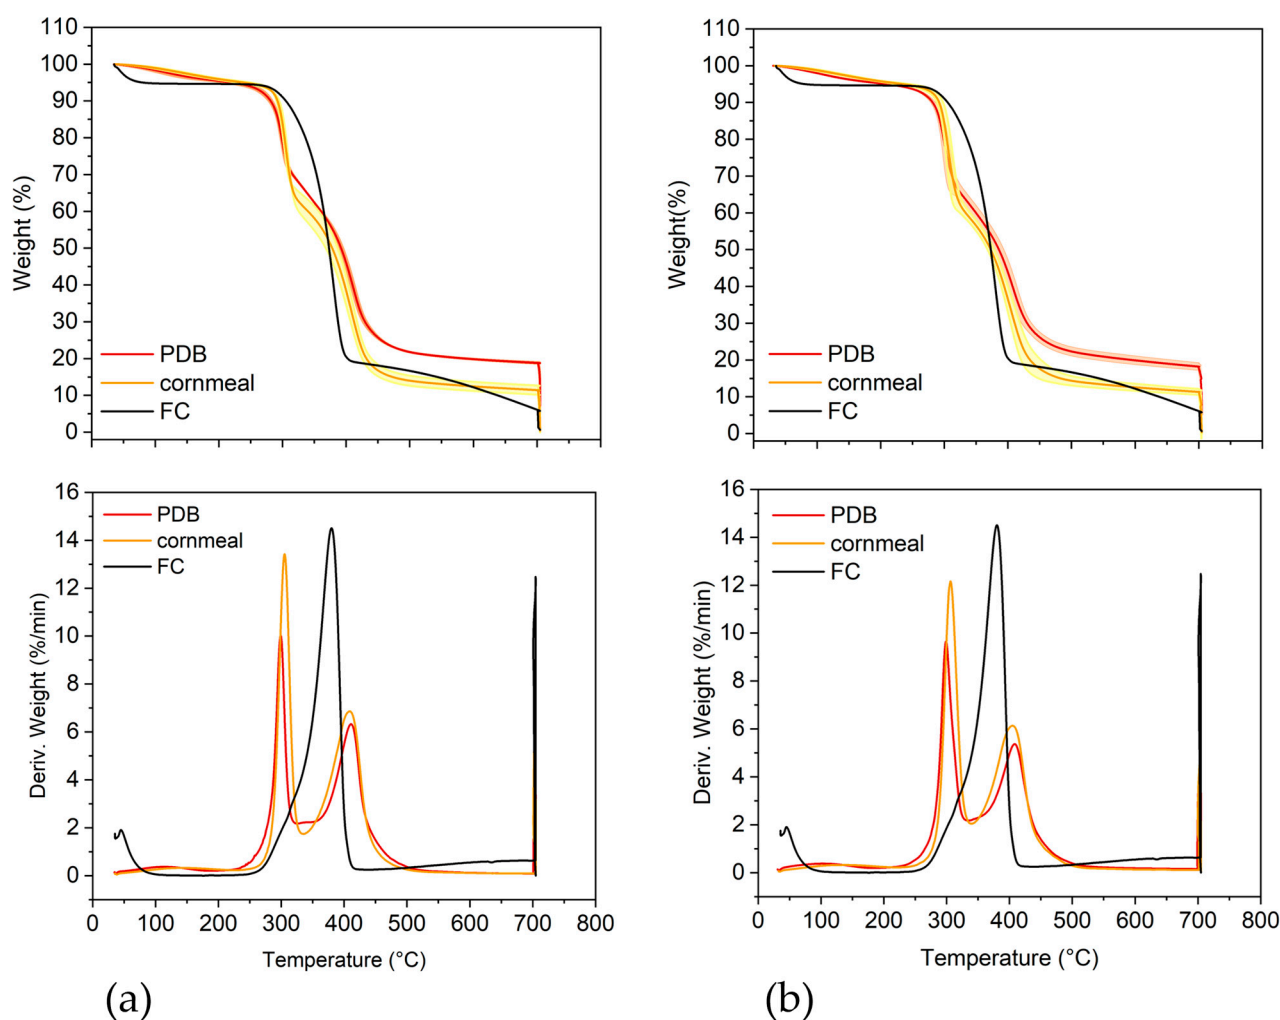 110
100
90
80
70
60
50
40
30
20
10
0
Weight (%)
PDB
cornmeal
FC
110
100
90
80
70
60
50
40
30
20
10
0
Weight(%)
PDB
cornmeal
FC
16
14
12
10
8
6
4
2
0
Deriv. Weight (%/min)
PDB
cornmeal
FC
0 100 200 300 400 500 600 700 800
Temperature (°C)
16
14
12
10
8
6
4
2
0
Deriv. Weight (%/min)
PDB
cornmeal
FC
0 100 200 300 400 500 600 700 800
Temperature (°C)
(a)
(b)